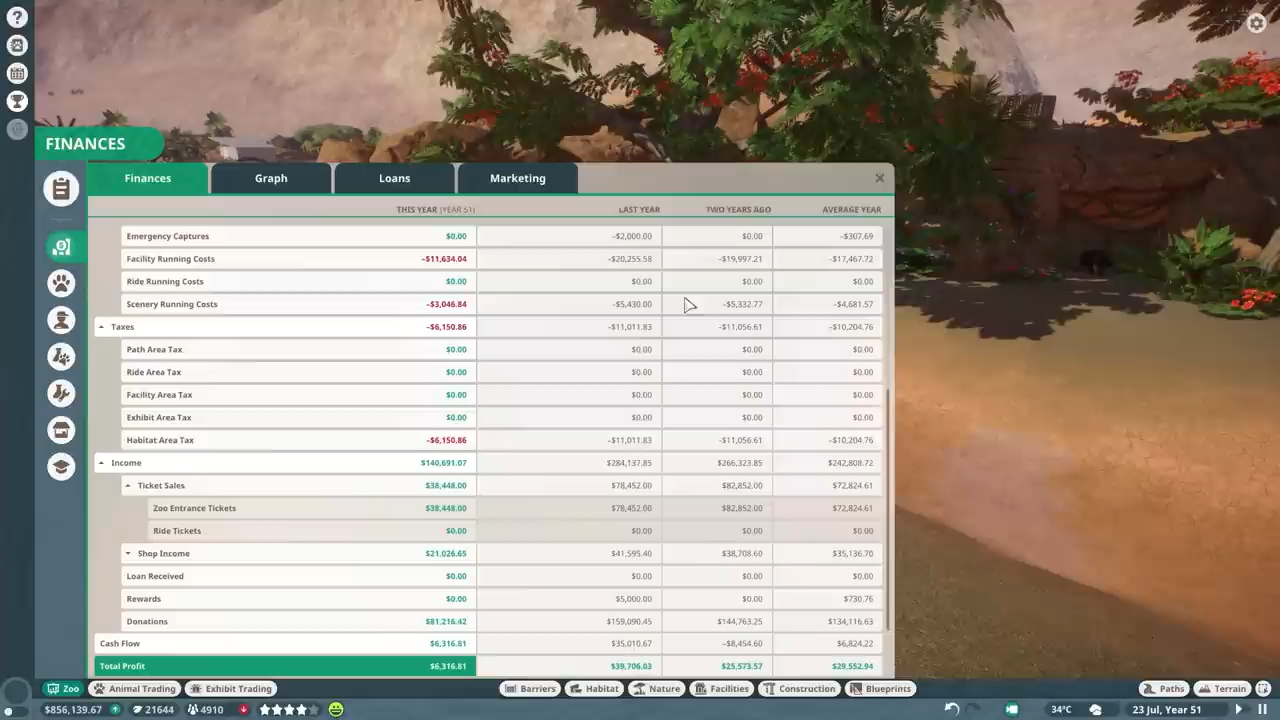 FINANCES
Finances Graph Loans Marketing
THIS YEAR (YEAR 51) LAST YEAR TWO YEARS AGO AVERAGE YEAR
Emergency Captures $0.00 -$2,000.00 $0.00 -$307.69
Facility Running Costs -$11,634.04 -$20,255.58 -$19,997.21 -$17,467.72
Ride Running Costs $0.00 $0.00 $0.00 $0.00
Scenery Running Costs -$3,046.84 -$5,430.00 -$5,332.77 -$4,681.57
Taxes -$6,150.86 -$11,011.83 -$11,056.61 -$10,204.76
Path Area Tax $0.00 $0.00 $0.00 $0.00
Ride Area Tax $0.00 $0.00 $0.00 $0.00
Facility Area Tax $0.00 $0.00 $0.00 $0.00
Exhibit Area Tax $0.00 $0.00 $0.00 $0.00
Habitat Area Tax -$6,150.86 -$11,011.83 -$11,056.61 -$10,204.76
Income $140,691.07 $284,137.85 $266,323.85 $242,808.72
Ticket Sales $38,448.00 $78,452.00 $82,852.00 $72,824.61
Zoo Entrance Tickets $38,448.00 $78,452.00 $82,852.00 $72,824.61
Ride Tickets $0.00 $0.00 $0.00 $0.00
Shop Income $21,026.65 $41,595.40 $38,708.60 $35,136.70
Loan Received $0.00 $0.00 $0.00 $0.00
Rewards $0.00 $5,000.00 $0.00 $730.76
Donations $81,216.42 $159,090.45 $144,763.25 $134,116.63
Cash Flow $6,316.81 $35,010.67 -$8,454.60 $6,824.22
Total Profit $6,316.81 $39,706.03 $25,573.57 $29,552.94
Zoo Animal Trading Exhibit Trading Barriers Habitat Nature Facilities Construction Blueprints Paths Terrain
$856,139.67 21644 4910 34°C 23 Jul, Year 51